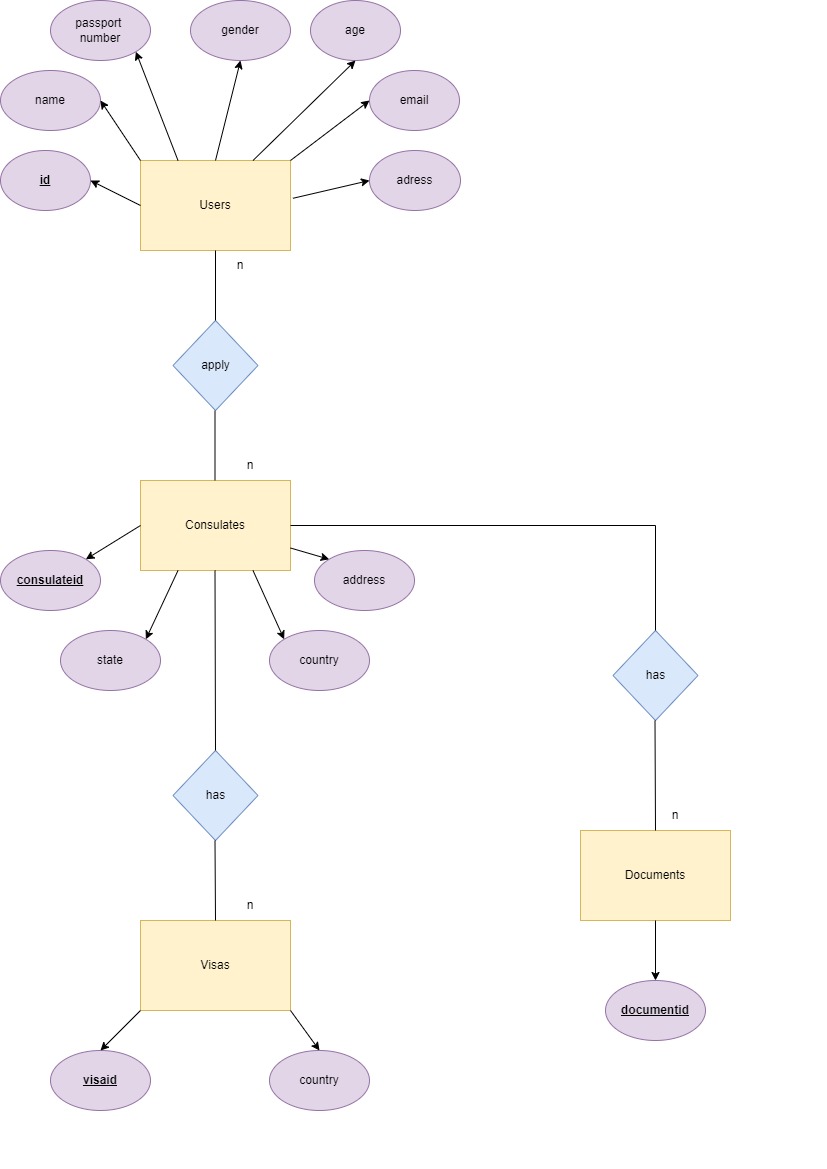 passport
number
gender
age
name
email
id
adress
Users
n
apply
n
Consulates
consulateid
address
state
country
has
has
n
Documents
n
Visas
documentid
visaid
country